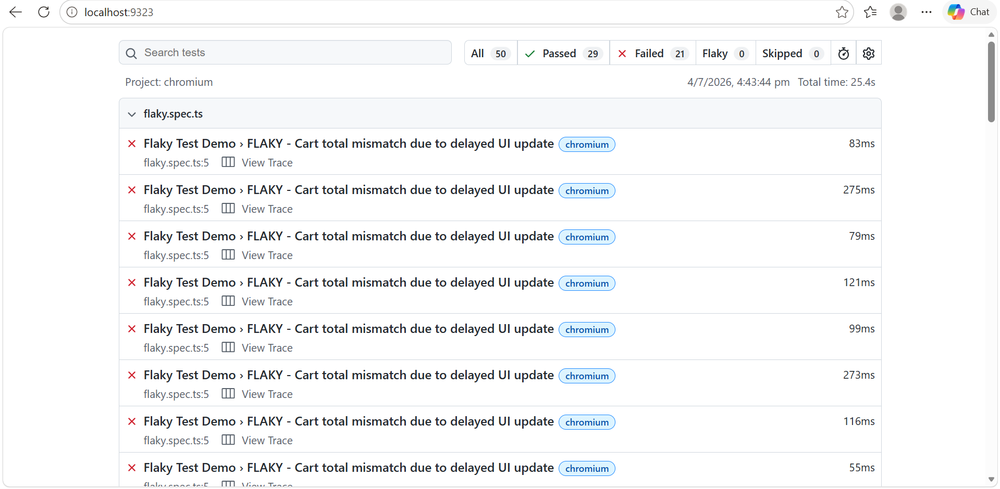 localhost:9323
Chat
Search tests
All 50
Passed 29
Failed 21
Flaky 0
Skipped 0
Project: chromium
4/7/2026, 4:43:44 pm Total time: 25.4s
flaky.spec.ts
Flaky Test Demo › FLAKY - Cart total mismatch due to delayed UI update chromium 83ms
flaky.spec.ts:5 View Trace
Flaky Test Demo › FLAKY - Cart total mismatch due to delayed UI update chromium 275ms
flaky.spec.ts:5 View Trace
Flaky Test Demo › FLAKY - Cart total mismatch due to delayed UI update chromium 79ms
flaky.spec.ts:5 View Trace
Flaky Test Demo › FLAKY - Cart total mismatch due to delayed UI update chromium 121ms
flaky.spec.ts:5 View Trace
Flaky Test Demo › FLAKY - Cart total mismatch due to delayed UI update chromium 99ms
flaky.spec.ts:5 View Trace
Flaky Test Demo › FLAKY - Cart total mismatch due to delayed UI update chromium 273ms
flaky.spec.ts:5 View Trace
Flaky Test Demo › FLAKY - Cart total mismatch due to delayed UI update chromium 116ms
flaky.spec.ts:5 View Trace
Flaky Test Demo › FLAKY - Cart total mismatch due to delayed UI update chromium 55ms
flaky.spec.ts:5 View Trace